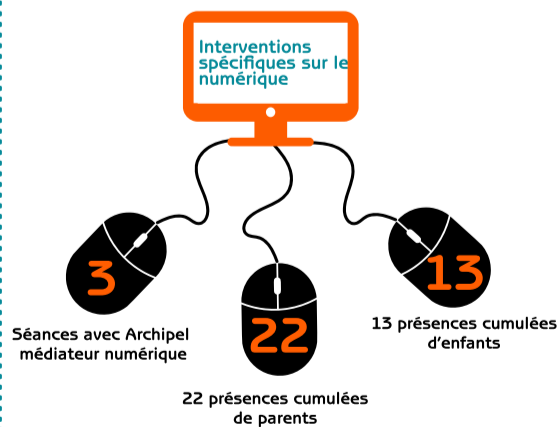 Interventions
spécifiques sur le
numérique
3
Séances avec Archipel
médiateur numérique
22
22 présences cumulées
de parents
13
13 présences cumulées
d'enfants